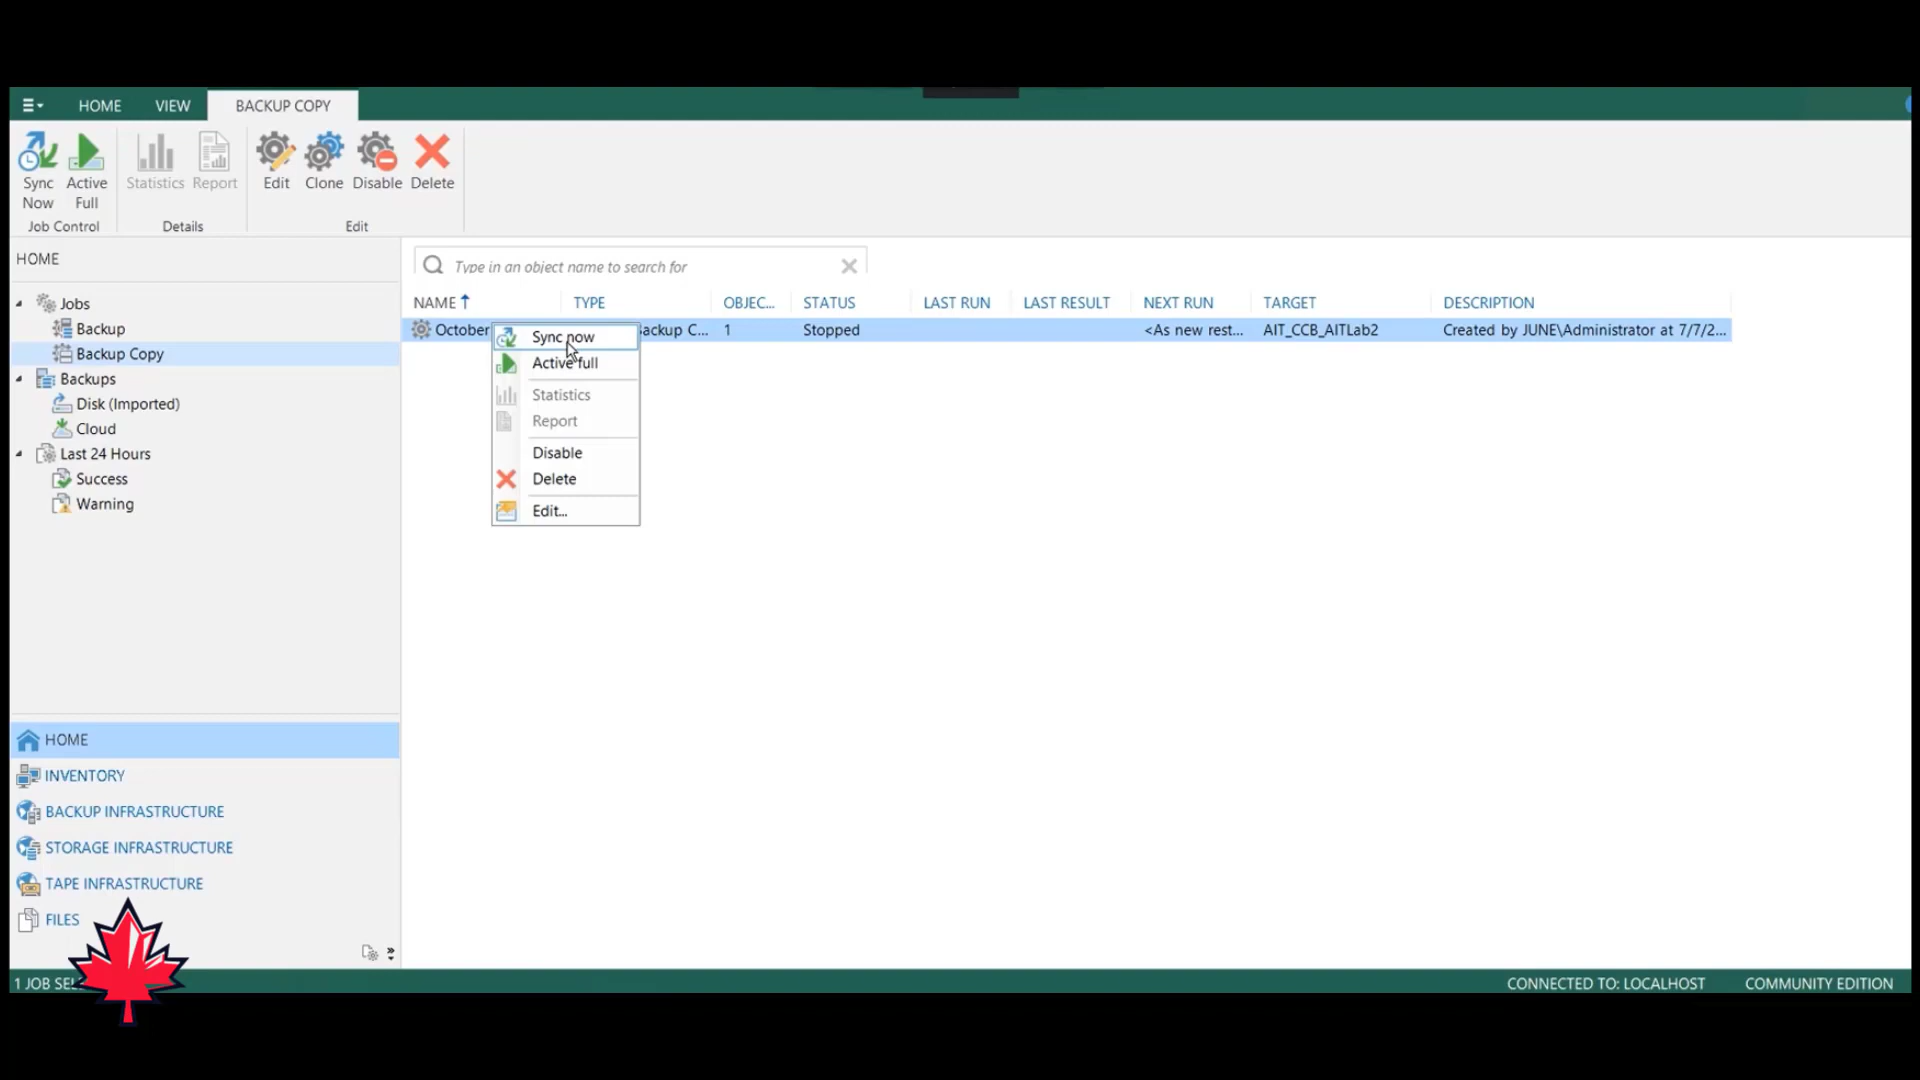 HOME VIEW BACKUP COPY
Sync Now Active Full Statistics Report Edit Clone Disable Delete
Job Control Details Edit
HOME
Type in an object name to search for
Jobs
Backup
Backup Copy
Backups
Disk (Imported)
Cloud
Last 24 Hours
Success
Warning
NAME TYPE OBJEC... STATUS LAST RUN LAST RESULT NEXT RUN TARGET DESCRIPTION
October Backup C... 1 Stopped <As new rest... AIT_CCB_AITLab2 Created by JUNE\Administrator at 7/7/2...
Sync now
Active full
Statistics
Report
Disable
Delete
Edit...
HOME
INVENTORY
BACKUP INFRASTRUCTURE
STORAGE INFRASTRUCTURE
TAPE INFRASTRUCTURE
FILES
1 JOB CONNECTED TO: LOCALHOST COMMUNITY EDITION